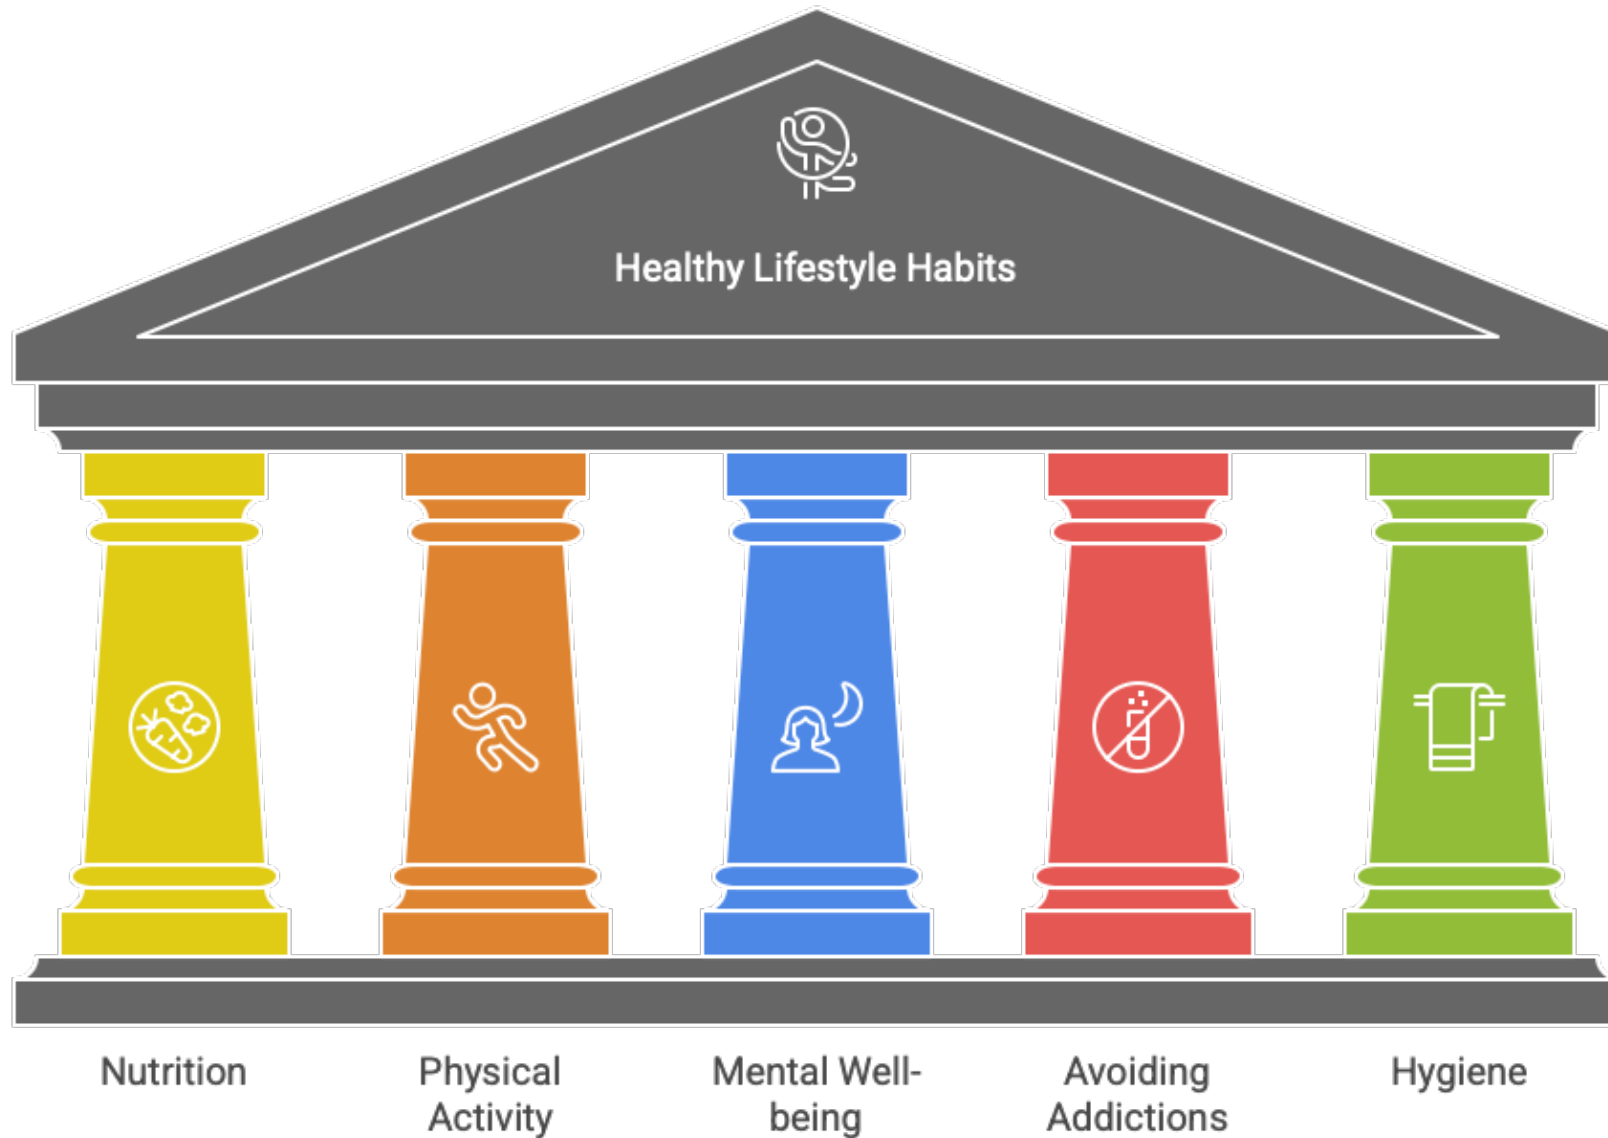 Healthy Lifestyle Habits
Nutrition
Physical
Activity
Mental Well-
being
Avoiding
Addictions
Hygiene